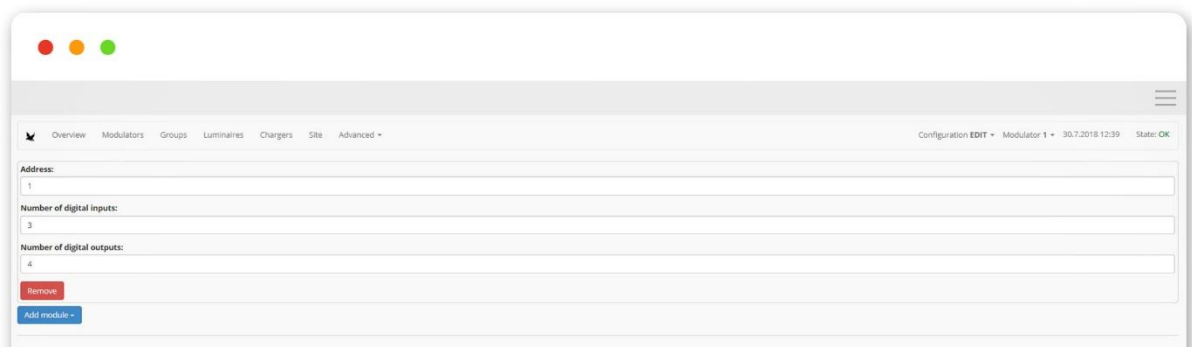 Overview Modulators Groups Luminaires Chargers Site Advanced Configuration EDIT Modulator 1 30.7.2018 12:39 State: OK
Address:
1
Number of digital inputs:
3
Number of digital outputs:
4
Remove
Add module